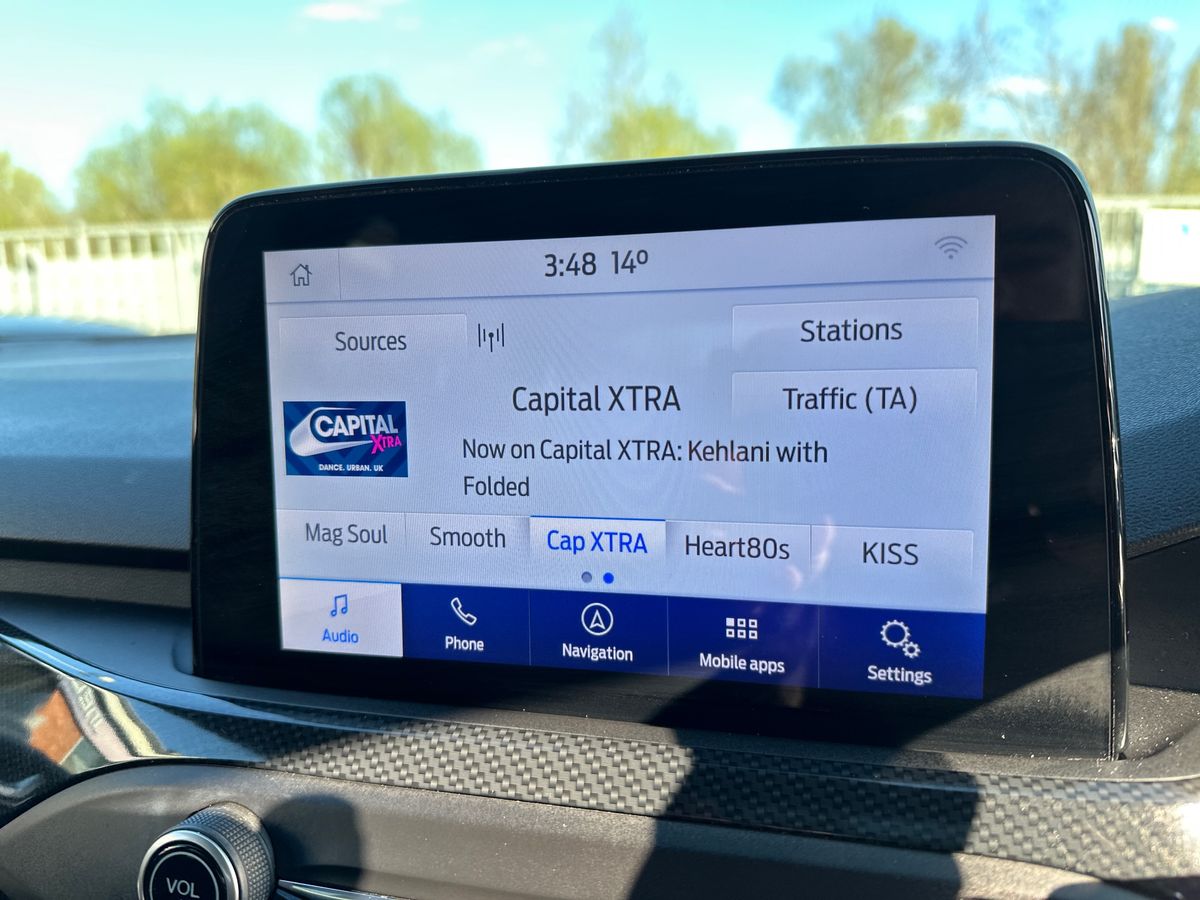 3:48 14º
Sources
Stations
Capital XTRA
Traffic (TA)
CAPITAL
XTRA
DANCE. URBAN. UK
Now on Capital XTRA: Kehlani with
Folded
Mag Soul Smooth Cap XTRA Heart80s KISS
Audio Phone Navigation Mobile apps Settings
VOL